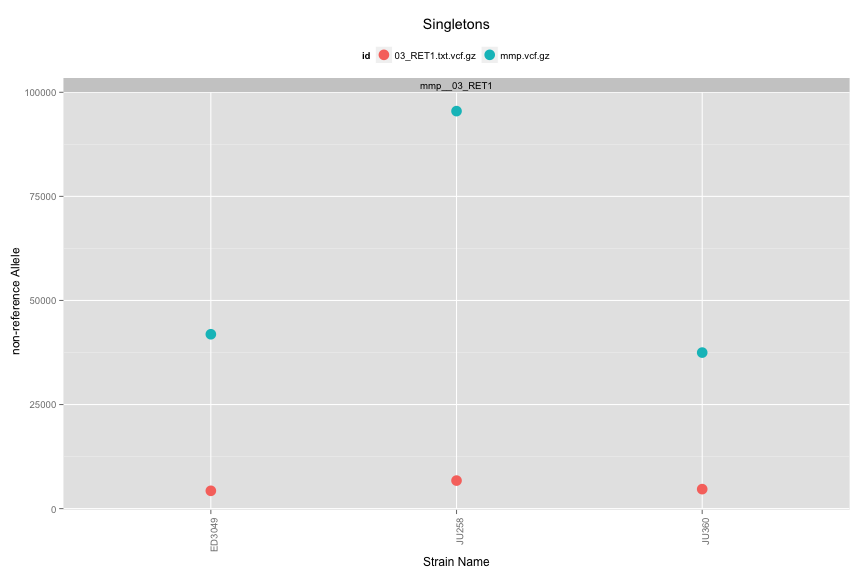 Singletons
id 03_RET1.txt.vcf.gz mmp.vcf.gz
mmp__03_RET1
100000
75000
50000
25000
0
non-reference Allele
ED3049
JU258
JU360
Strain Name